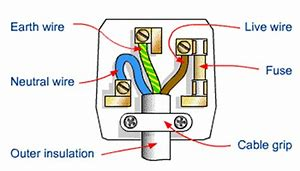 Earth wire
Live wire
Neutral wire
Fuse
Outer insulation
Cable grip